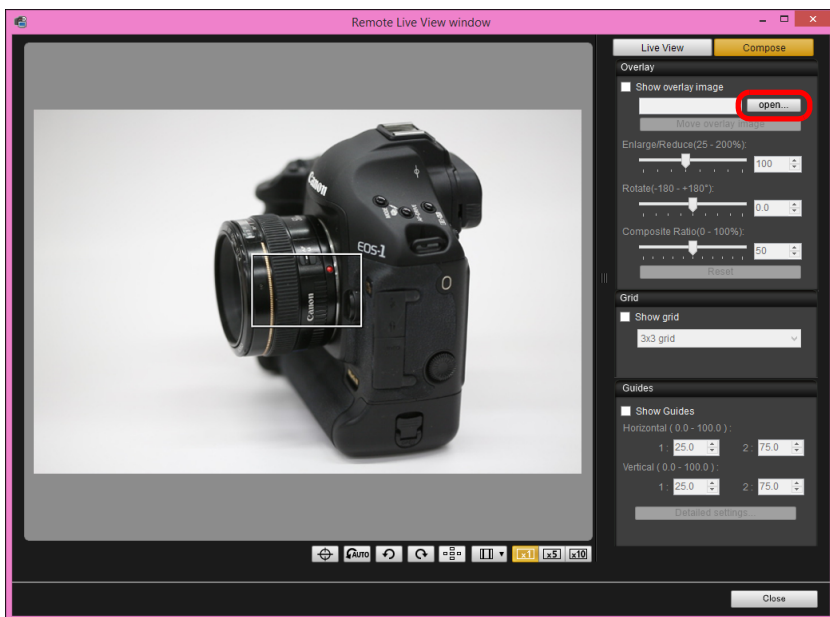 Remote Live View window
Live View Compose
Overlay
Show overlay image
open...
Move overlay image
Enlarge/Reduce(25 - 200%):
100
Rotate(-180 - +180°):
0.0
Composite Ratio(0 - 100%):
50
Reset
Grid
Show grid
3x3 grid
Guides
Show Guides
Horizontal ( 0.0 - 100.0 ) :
1 : 25.0 2 : 75.0
Vertical ( 0.0 - 100.0 ) :
1 : 25.0 2 : 75.0
Detailed settings...
Canon
EOS-1
Canon
AUTO x1 x5 x10
Close